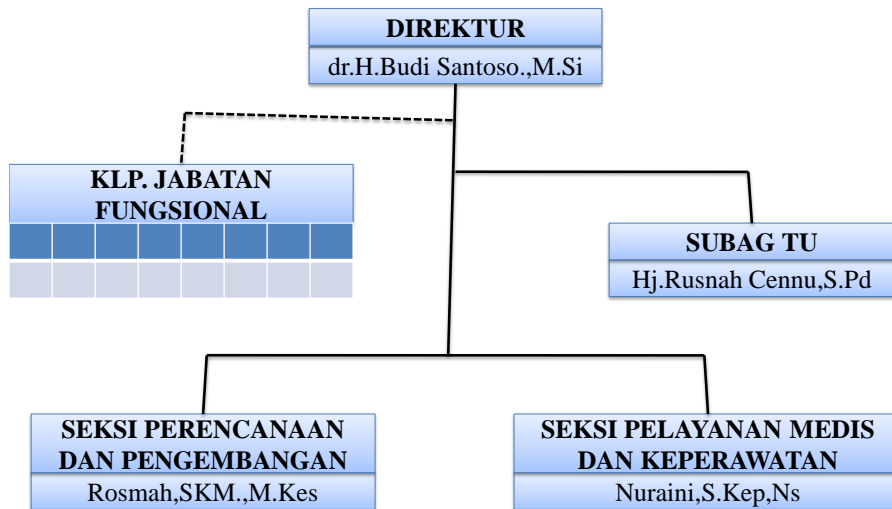 DIREKTUR
dr.H.Budi Santoso.,M.Si
KLP. JABATAN
FUNGSIONAL
SUBAG TU
Hj.Rusnah Cennu,S.Pd
SEKSI PERENCANAAN
DAN PENGEMBANGAN
Rosmah,SKM.,M.Kes
SEKSI PELAYANAN MEDIS
DAN KEPERAWATAN
Nuraini,S.Kep,Ns